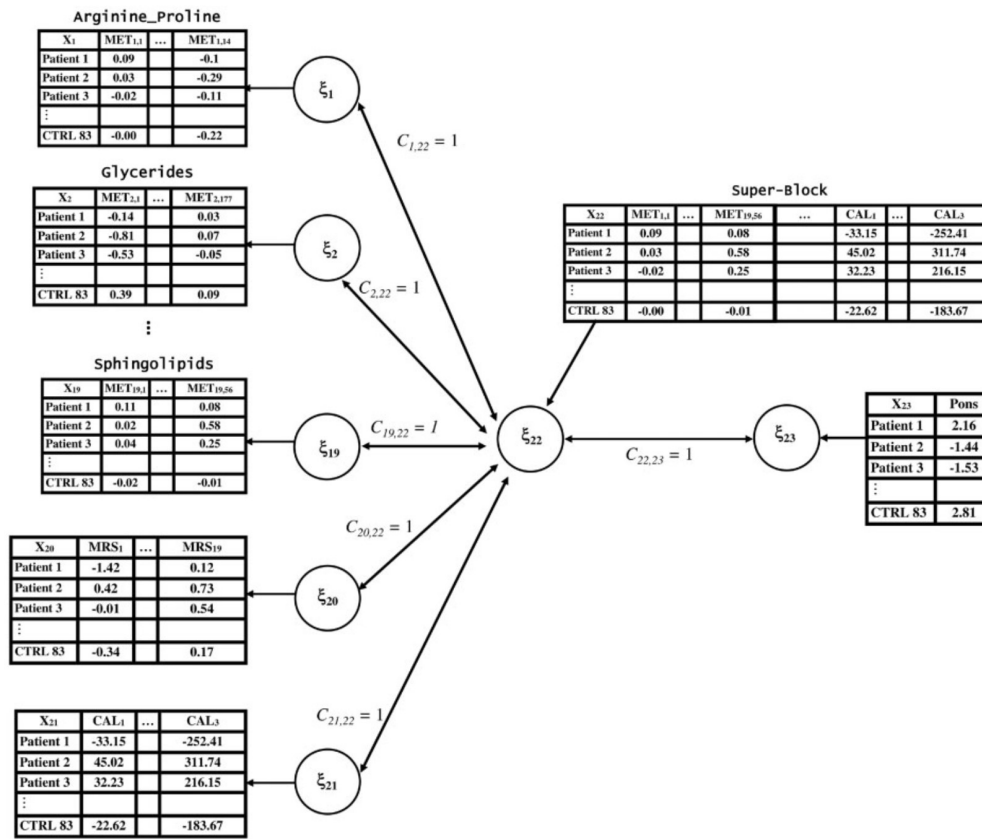 Arginine_Proline
X1 MET1,1 ... MET1,14
Patient 1 0.09 -0.1
Patient 2 0.03 -0.29
Patient 3 -0.02 -0.11
⋮
CTRL 83 -0.00 -0.22
ξ1
C1,22 = 1
Glycerides
X2 MET2,1 ... MET2,177
Patient 1 -0.14 0.03
Patient 2 -0.81 0.07
Patient 3 -0.53 -0.05
⋮
CTRL 83 0.39 0.09
ξ2
C2,22 = 1
⋮
Sphingolipids
X19 MET19,1 ... MET19,56
Patient 1 0.11 0.08
Patient 2 0.02 0.58
Patient 3 0.04 0.25
⋮
CTRL 83 -0.02 -0.01
ξ19
C19,22 = 1
X20 MRS1 ... MRS19
Patient 1 -1.42 0.12
Patient 2 0.42 0.73
Patient 3 -0.01 0.54
⋮
CTRL 83 -0.34 0.17
ξ20
C20,22 = 1
X21 CAL1 ... CAL3
Patient 1 -33.15 -252.41
Patient 2 45.02 311.74
Patient 3 32.23 216.15
⋮
CTRL 83 -22.62 -183.67
ξ21
C21,22 = 1
Super-Block
X22 MET1,1 ... MET19,56 ... CAL1 ... CAL3
Patient 1 0.09 0.08 -33.15 -252.41
Patient 2 0.03 0.58 45.02 311.74
Patient 3 -0.02 0.25 32.23 216.15
⋮
CTRL 83 -0.00 -0.01 -22.62 -183.67
ξ22
C22,23 = 1
ξ23
X23 Pons
Patient 1 2.16
Patient 2 -1.44
Patient 3 -1.53
⋮
CTRL 83 2.81